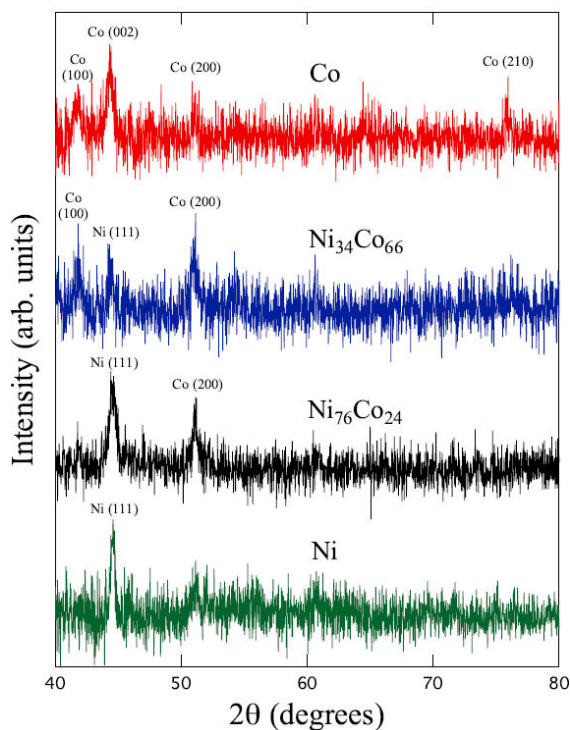 Co (002)
Co
(100)
Co (200)
Co
Co (210)
Co
(100)
Ni (111)
Co (200)
Ni₃₄Co₆₆
Ni (111)
Co (200)
Ni₇₆Co₂₄
Ni (111)
Ni
Intensity (arb. units)
40 50 60 70 80
2θ (degrees)